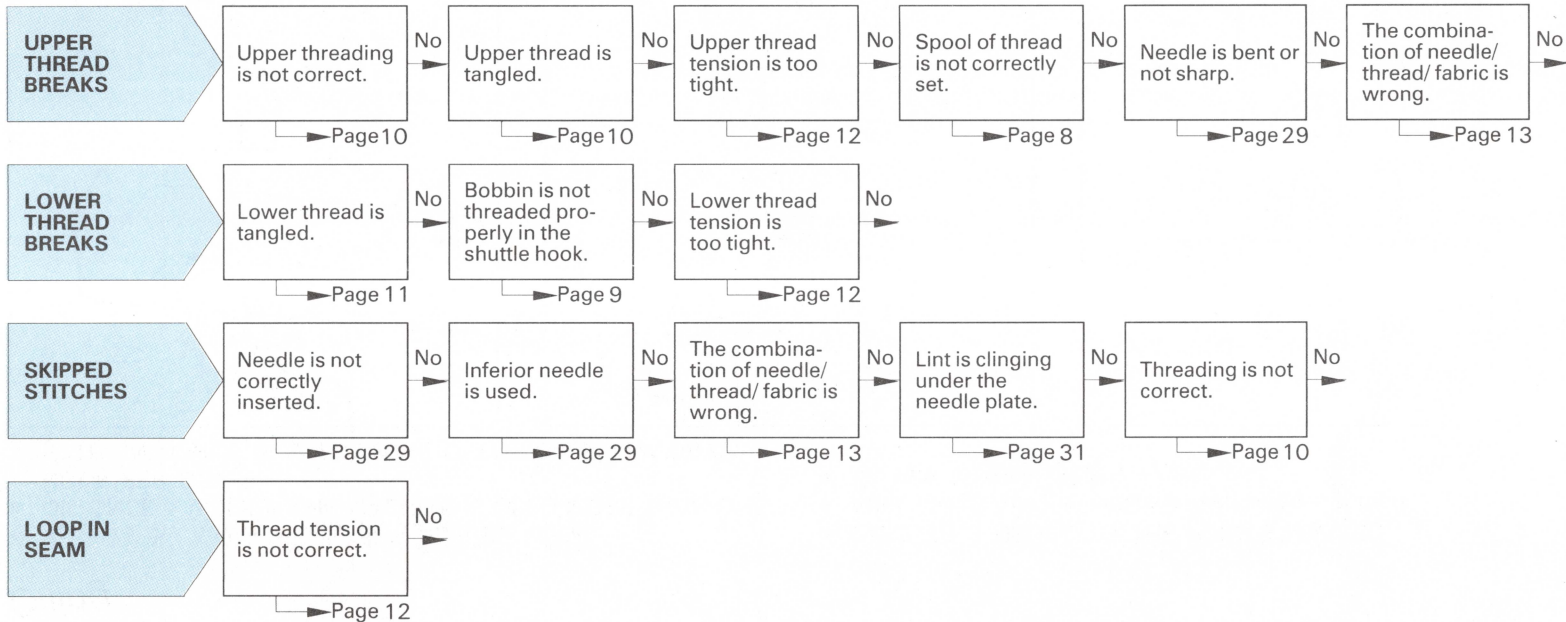 UPPER
THREAD
BREAKS
Upper threading
is not correct.
No
Page 10
Upper thread is
tangled.
No
Page 10
Upper thread
tension is too
tight.
No
Page 12
Spool of thread
is not correctly
set.
No
Page 8
Needle is bent or
not sharp.
No
Page 29
The combina-
tion of needle/
thread/ fabric is
wrong.
No
Page 13
LOWER
THREAD
BREAKS
Lower thread is
tangled.
No
Page 11
Bobbin is not
threaded pro-
perly in the
shuttle hook.
No
Page 9
Lower thread
tension is
too tight.
No
Page 12
SKIPPED
STITCHES
Needle is not
correctly
inserted.
No
Page 29
Inferior needle
is used.
No
Page 29
The combina-
tion of needle/
thread/ fabric is
wrong.
No
Page 13
Lint is clinging
under the
needle plate.
No
Page 31
Threading is not
correct.
No
Page 10
LOOP IN
SEAM
Thread tension
is not correct.
No
Page 12